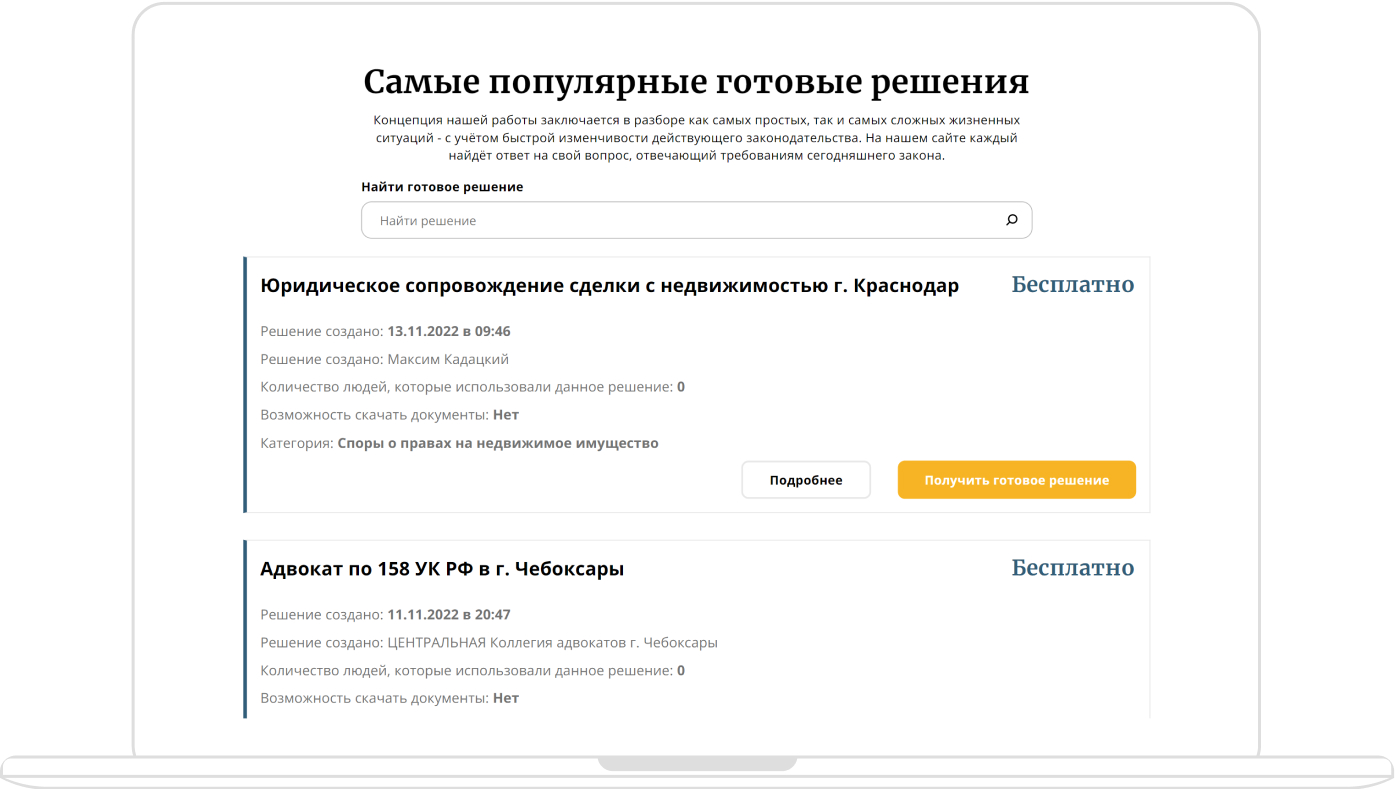 Самые популярные готовые решения
Концепция нашей работы заключается в разборе как самых простых, так и самых сложных жизненных
ситуаций - с учётом быстрой изменчивости действующего законодательства. На нашем сайте каждый
найдёт ответ на свой вопрос, отвечающий требованиям сегодняшнего закона.
Найти готовое решение
Найти решение
Юридическое сопровождение сделки с недвижимостью г. Краснодар
Бесплатно
Решение создано: 13.11.2022 в 09:46
Решение создано: Максим Кадацкий
Количество людей, которые использовали данное решение: 0
Возможность скачать документы: Нет
Категория: Споры о правах на недвижимое имущество
Подробнее
Получить готовое решение
Адвокат по 158 УК РФ в г. Чебоксары
Бесплатно
Решение создано: 11.11.2022 в 20:47
Решение создано: ЦЕНТРАЛЬНАЯ Коллегия адвокатов г. Чебоксары
Количество людей, которые использовали данное решение: 0
Возможность скачать документы: Нет